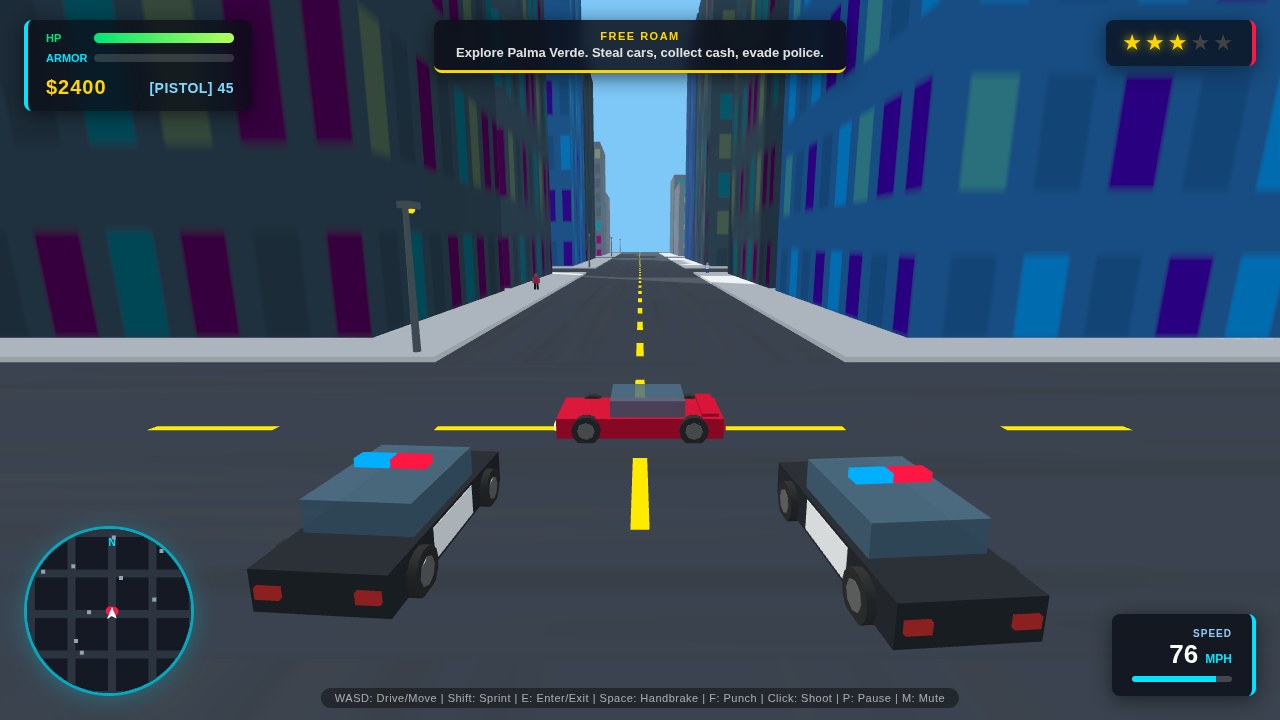 HP
ARMOR
$2400 [PISTOL] 45
FREE ROAM
Explore Palma Verde. Steal cars, collect cash, evade police.
★★★★★
N
SPEED
76 MPH
WASD: Drive/Move | Shift: Sprint | E: Enter/Exit | Space: Handbrake | F: Punch | Click: Shoot | P: Pause | M: Mute